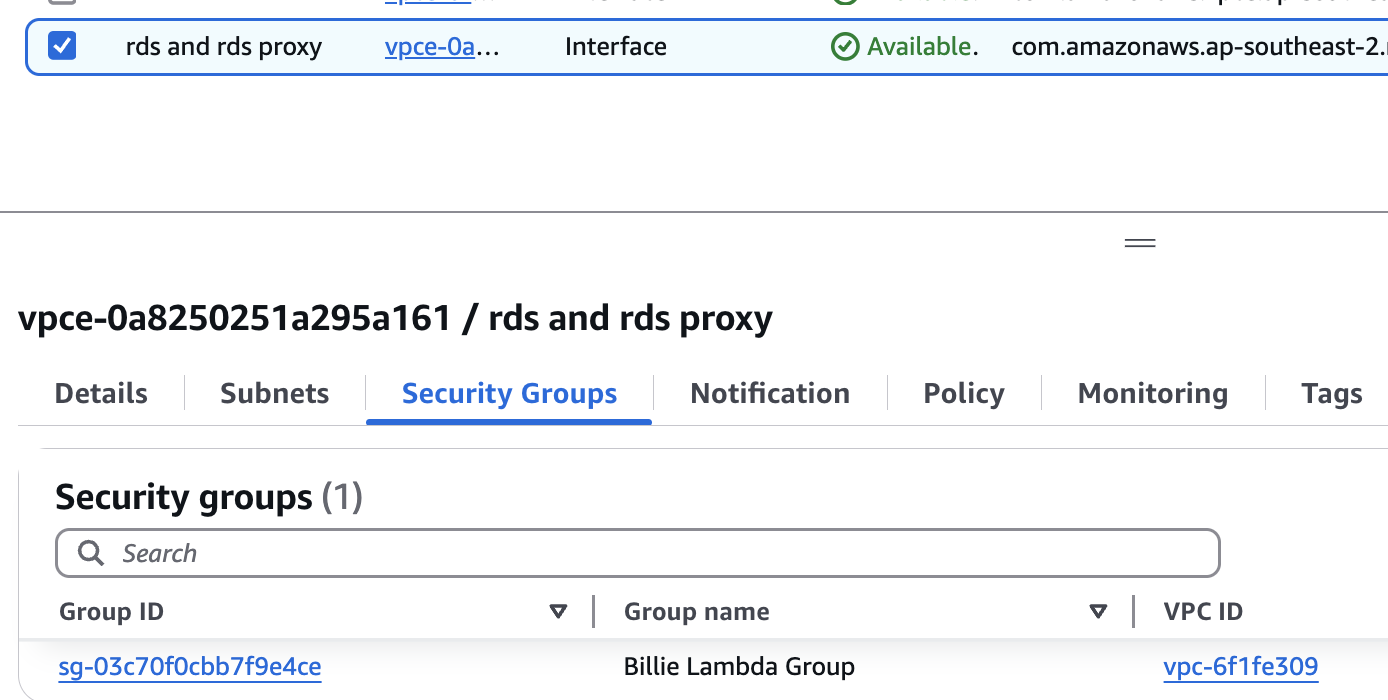 rds and rds proxy vpce-0a... Interface Available. com.amazonaws.ap-southeast-2.
vpce-0a8250251a295a161 / rds and rds proxy
Details Subnets Security Groups Notification Policy Monitoring Tags
Security groups (1)
Search
Group ID Group name VPC ID
sg-03c70f0cbb7f9e4ce Billie Lambda Group vpc-6f1fe309